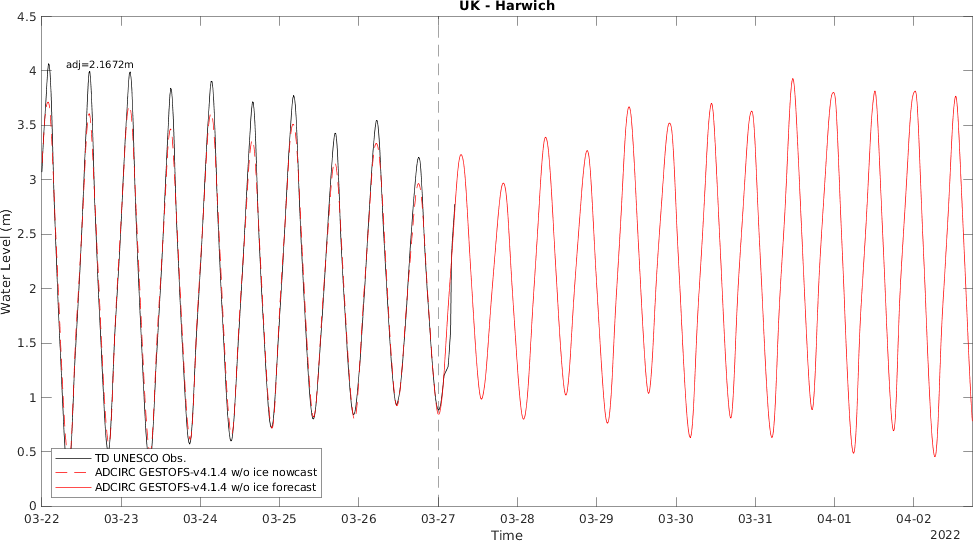 UK - Harwich
adj=2.1672m
4.5
4
3.5
3
2.5
2
1.5
1
0.5
0
Water Level (m)
TD UNESCO Obs.
ADCIRC GESTOFS-v4.1.4 w/o ice nowcast
ADCIRC GESTOFS-v4.1.4 w/o ice forecast
03-22 03-23 03-24 03-25 03-26 03-27 03-28 03-29 03-30 03-31 04-01 04-02
Time
2022